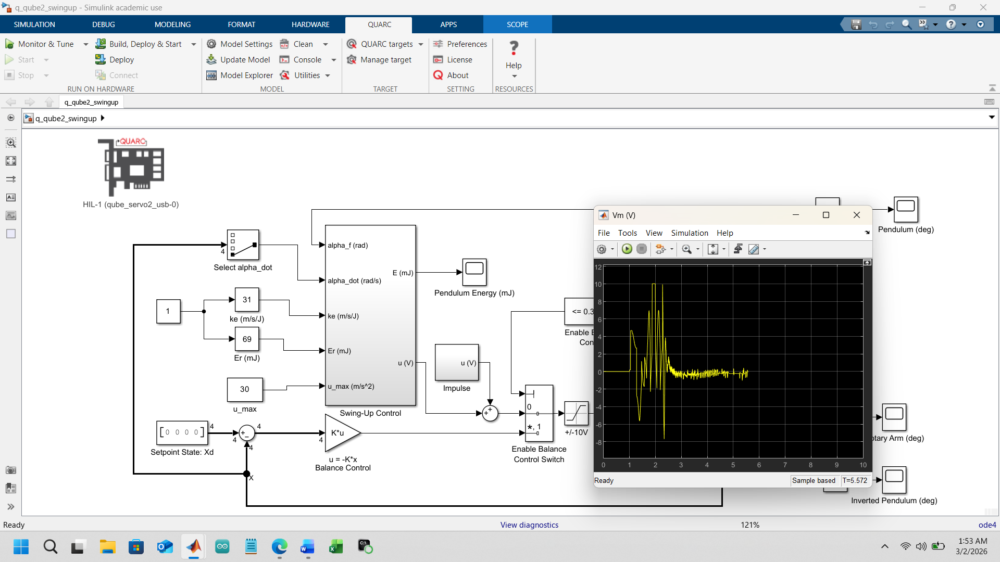 q_qube2_swingup - Simulink academic use
SIMULATION DEBUG MODELING FORMAT HARDWARE QUARC APPS SCOPE
Monitor & Tune Build, Deploy & Start Model Settings Clean QUARC targets Preferences
Start Deploy Update Model Console Manage target License Help
Stop Connect Model Explorer Utilities About
RUN ON HARDWARE MODEL TARGET SETTING RESOURCES
q_qube2_swingup
q_qube2_swingup
QUARC
HIL-1 (qube_servo2_usb-0)
4
Select alpha_dot
1
31
ke (m/s/J)
69
Er (mJ)
30
u_max
[0 0 0 0]
Setpoint State: Xd
4
4
4
4
4
X
alpha_f (rad)
alpha_dot (rad/s)
ke (m/s/J)
Er (mJ)
u_max (m/s^2)
E (mJ)
u (V)
Swing-Up Control
K*u
u = -K*x
Balance Control
Pendulum Energy (mJ)
u (V)
Impulse
<= 0.3
Enable
Con
0
*, 1
Enable Balance
Control Switch
+/-10V
Pendulum (deg)
tary Arm (deg)
Inverted Pendulum (deg)
Vm (V)
File Tools View Simulation Help
12
10
8
6
4
2
0
-2
-4
-6
-8
0 1 2 3 4 5 6 7 8 9 10
Ready Sample based T=5.572
Ready View diagnostics 121% ode4
1:53 AM
3/2/2026